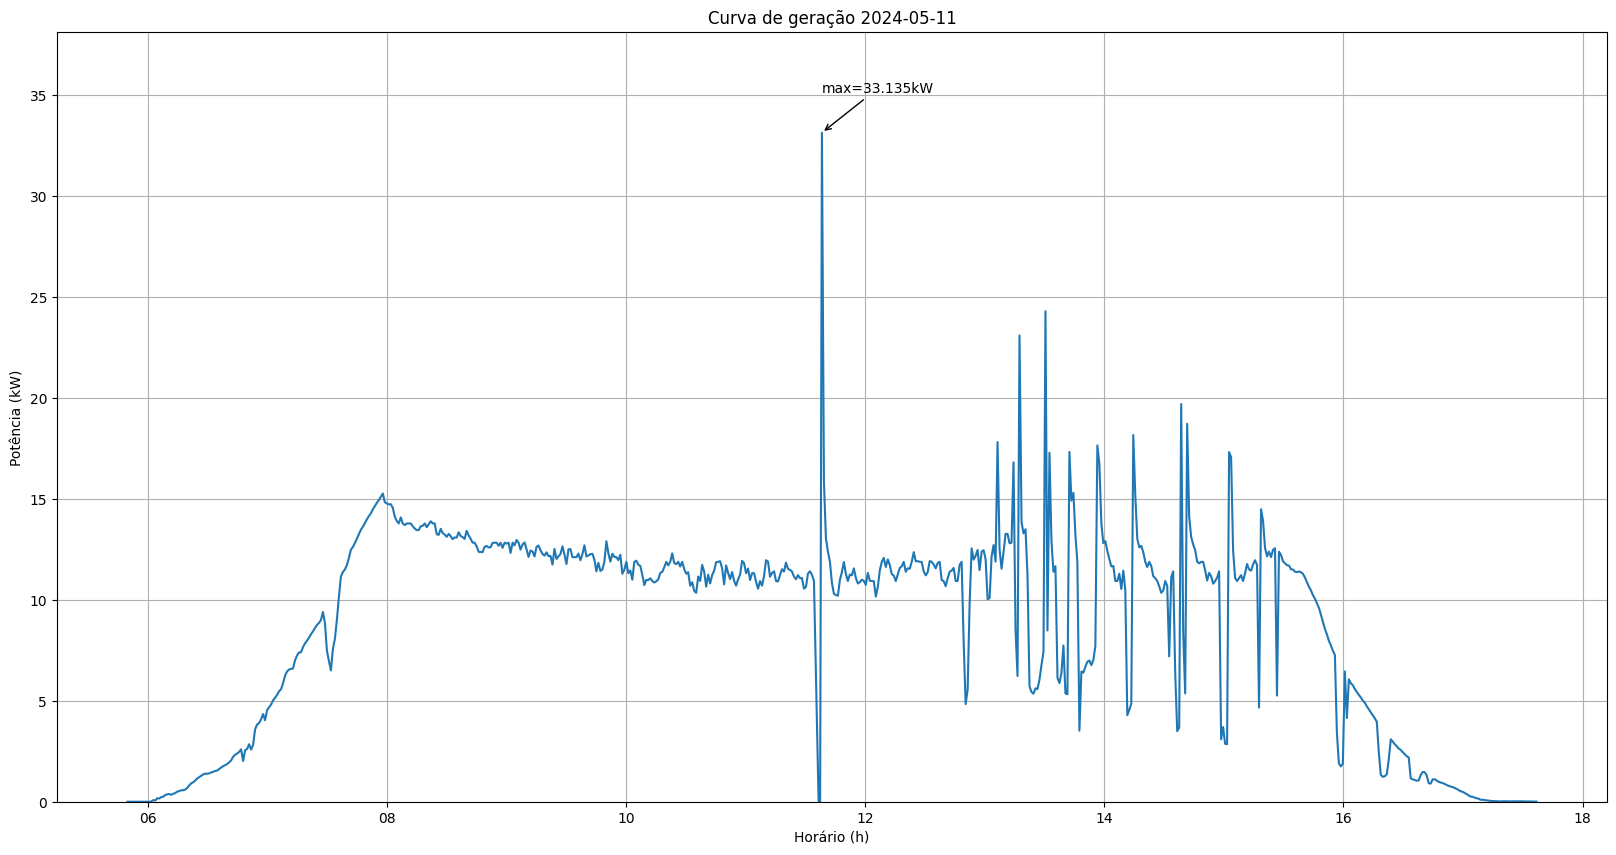 Curva de geração 2024-05-11
max=33.135kW
35
30
25
20
15
10
5
0
Potência (kW)
06 08 10 12 14 16 18
Horário (h)